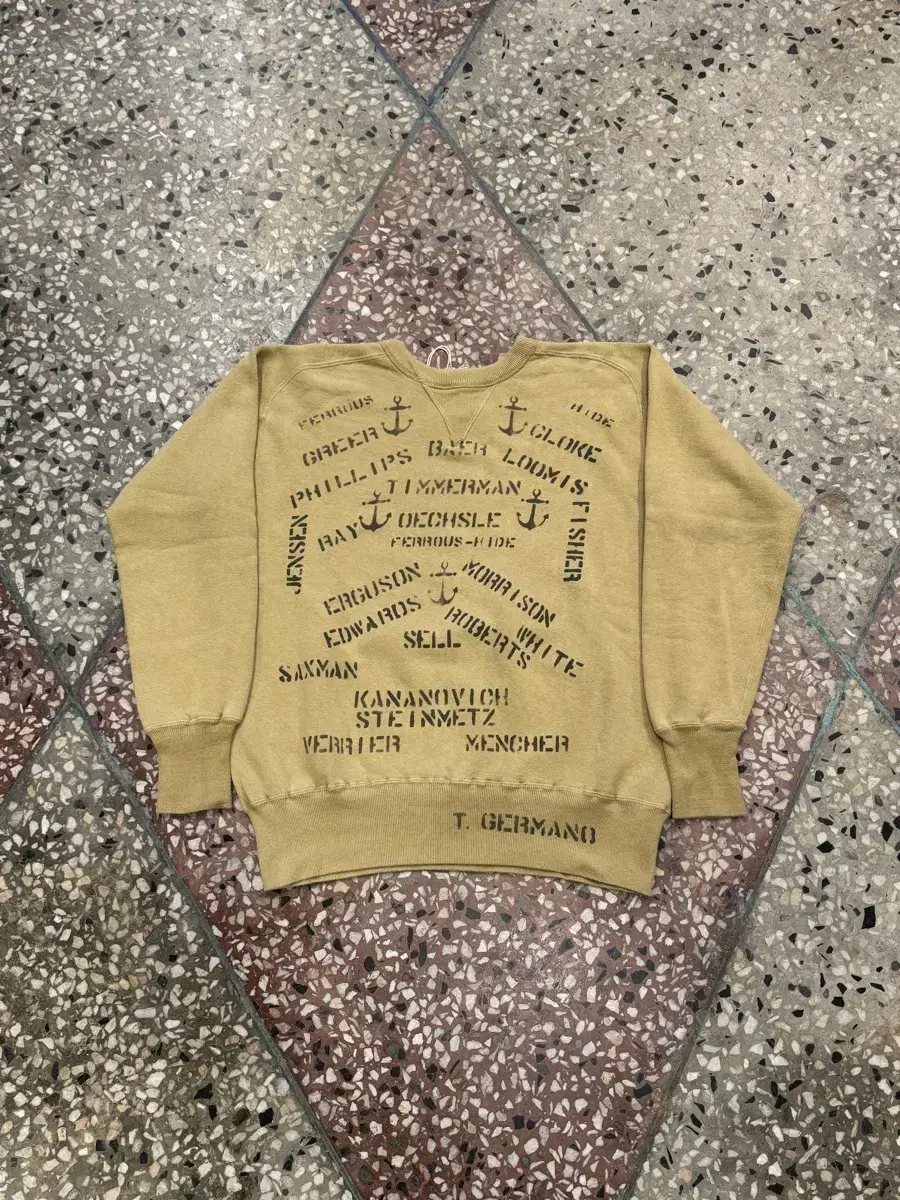 FERROUS
HIDE
GREER
CLOKE
BAER
PHILLIPS
LOOMIS
TIMMERMAN
JENSEN
RAY
OECHSLE
FISHER
FERROUS-HIDE
FERGUSON
MORRISON
EDWARDS
ROBERTS
WHITE
SELL
SAXMAN
KANANOVICH
STEINMETZ
VERRIER
MENCHER
T. GERMANO